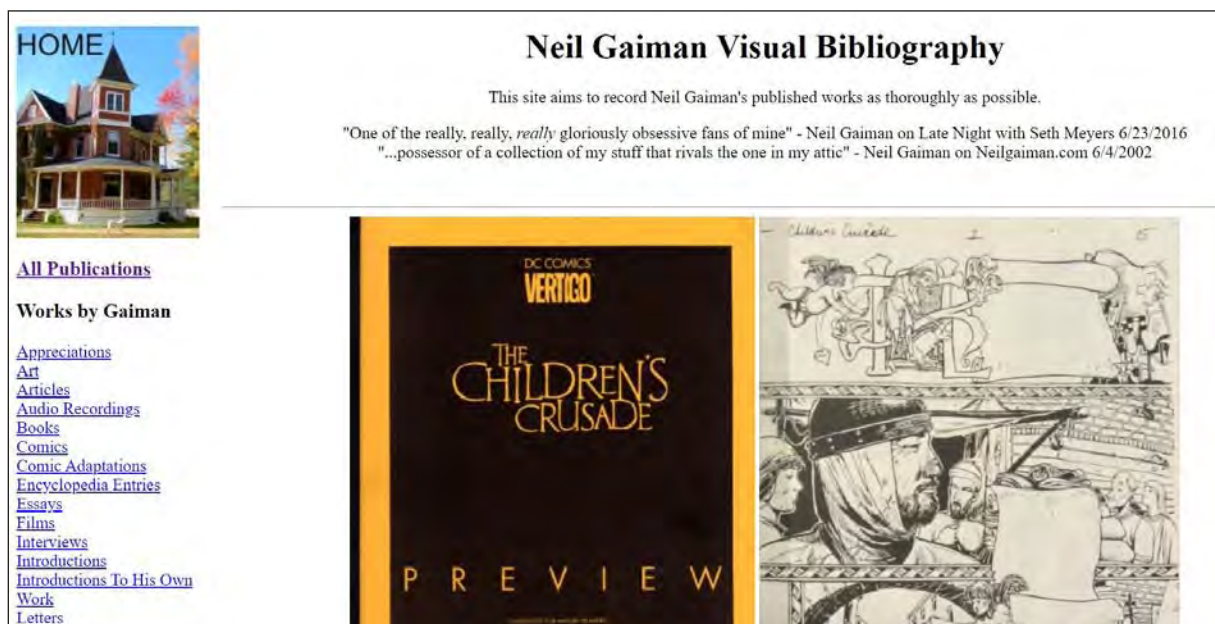 HOME
All Publications
Works by Gaiman
Appreciations
Art
Articles
Audio Recordings
Books
Comics
Comic Adaptations
Encyclopedia Entries
Essays
Films
Interviews
Introductions
Introductions To His Own
Work
Letters
Neil Gaiman Visual Bibliography
This site aims to record Neil Gaiman's published works as thoroughly as possible.
"One of the really, really, really gloriously obsessive fans of mine" - Neil Gaiman on Late Night with Seth Meyers 6/23/2016
"...possessor of a collection of my stuff that rivals the one in my attic" - Neil Gaiman on Neilgaiman.com 6/4/2002
DC COMICS
VERTIGO
THE
CHILDREN'S
CRUSADE
PREVIEW
Childrens Crusade